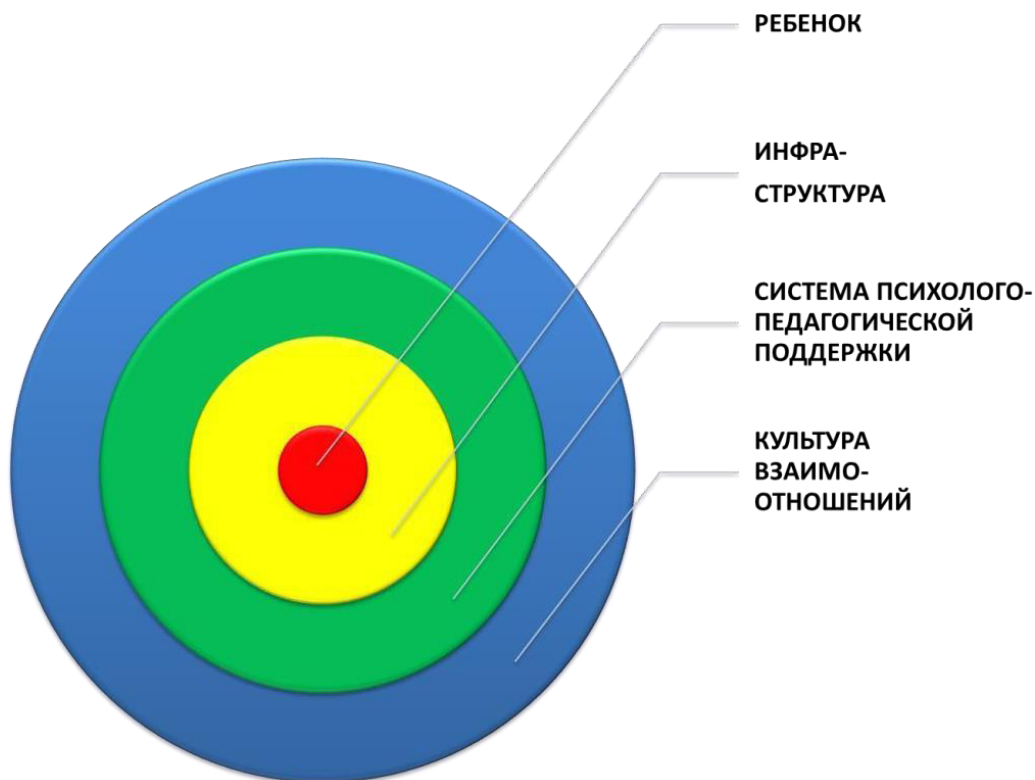 РЕБЕНОК
ИНФРА-
СТРУКТУРА
СИСТЕМА ПСИХОЛОГО-
ПЕДАГОГИЧЕСКОЙ
ПОДДЕРЖКИ
КУЛЬТУРА
ВЗАИМО-
ОТНОШЕНИЙ